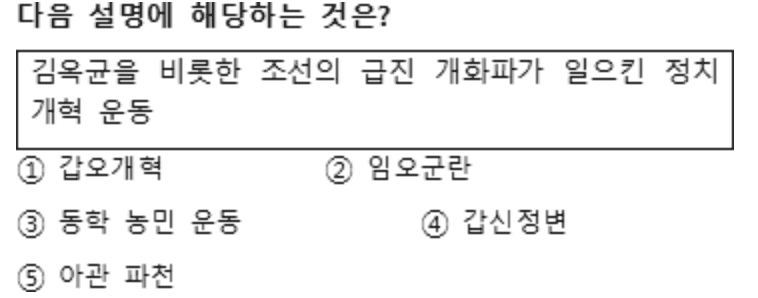 다음 설명에 해당하는 것은?
김옥균을 비롯한 조선의 급진 개화파가 일으킨 정치
개혁 운동
① 갑오개혁 ② 임오군란
③ 동학 농민 운동 ④ 갑신정변
⑤ 아관 파천